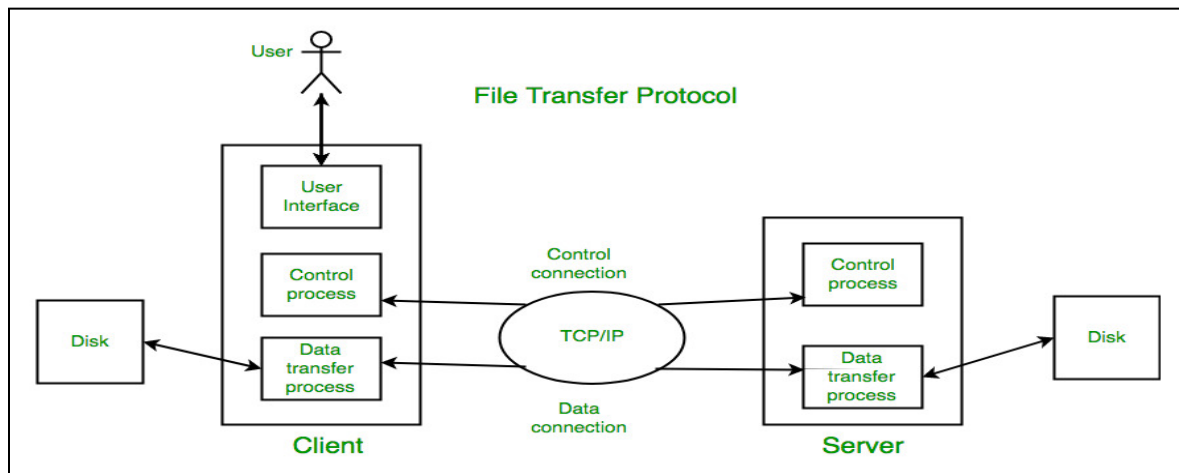 User
File Transfer Protocol
User
Interface
Control
process
Data
transfer
process
Disk
Client
Control
connection
TCP/IP
Data
connection
Control
process
Data
transfer
process
Disk
Server